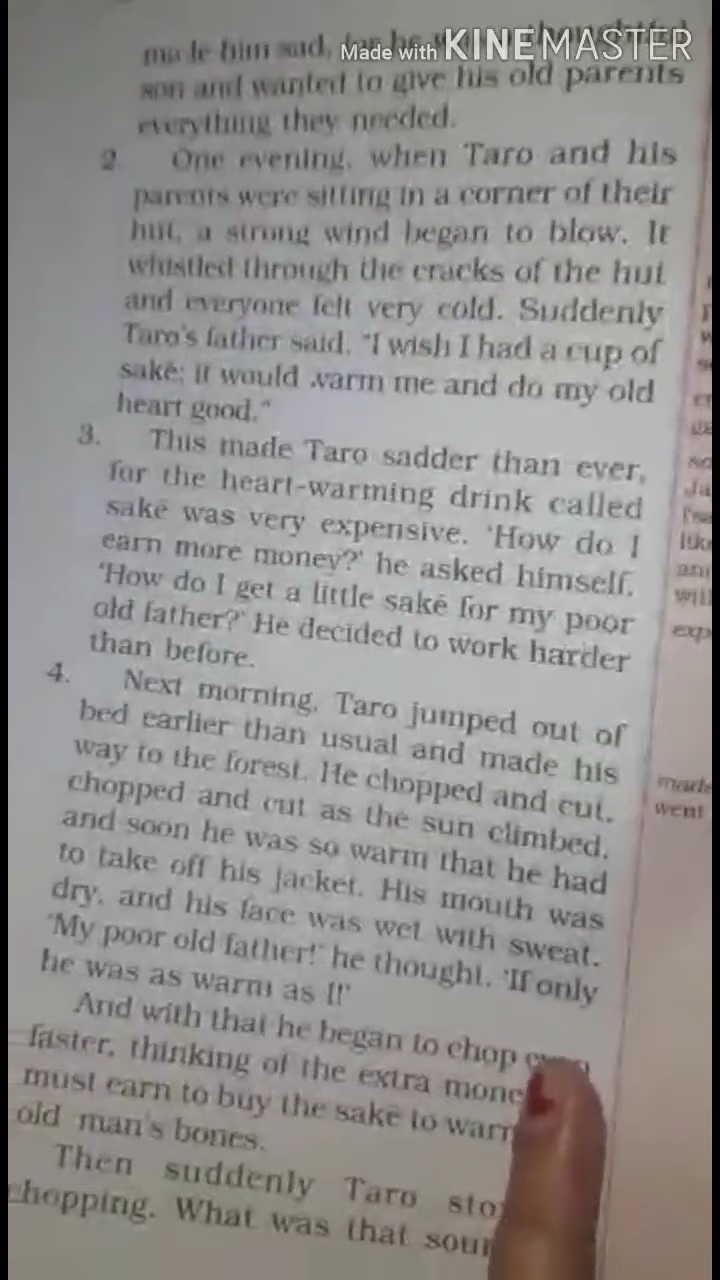 Made with KINEMASTER
made him sad, for he
son and wanted to give his old parents
everything they needed.
2. One evening, when Taro and his
parents were sitting in a corner of their
hut, a strong wind began to blow. It
whistled through the cracks of the hut
and everyone felt very cold. Suddenly
Taro's father said, "I wish I had a cup of
saké; it would warm me and do my old
heart good."
3. This made Taro sadder than ever,
for the heart-warming drink called
saké was very expensive. 'How do I
earn more money?' he asked himself.
'How do I get a little saké for my poor
old father?' He decided to work harder
than before.
4. Next morning, Taro jumped out of
bed earlier than usual and made his
way to the forest. He chopped and cut,
chopped and cut as the sun climbed,
and soon he was so warm that he had
to take off his jacket. His mouth was
dry, and his face was wet with sweat.
'My poor old father!' he thought. 'If only
he was as warm as I!'
And with that he began to chop
faster, thinking of the extra
must earn to buy the saké to
old man's bones.
Then suddenly Taro
chopping. What was that
made
went